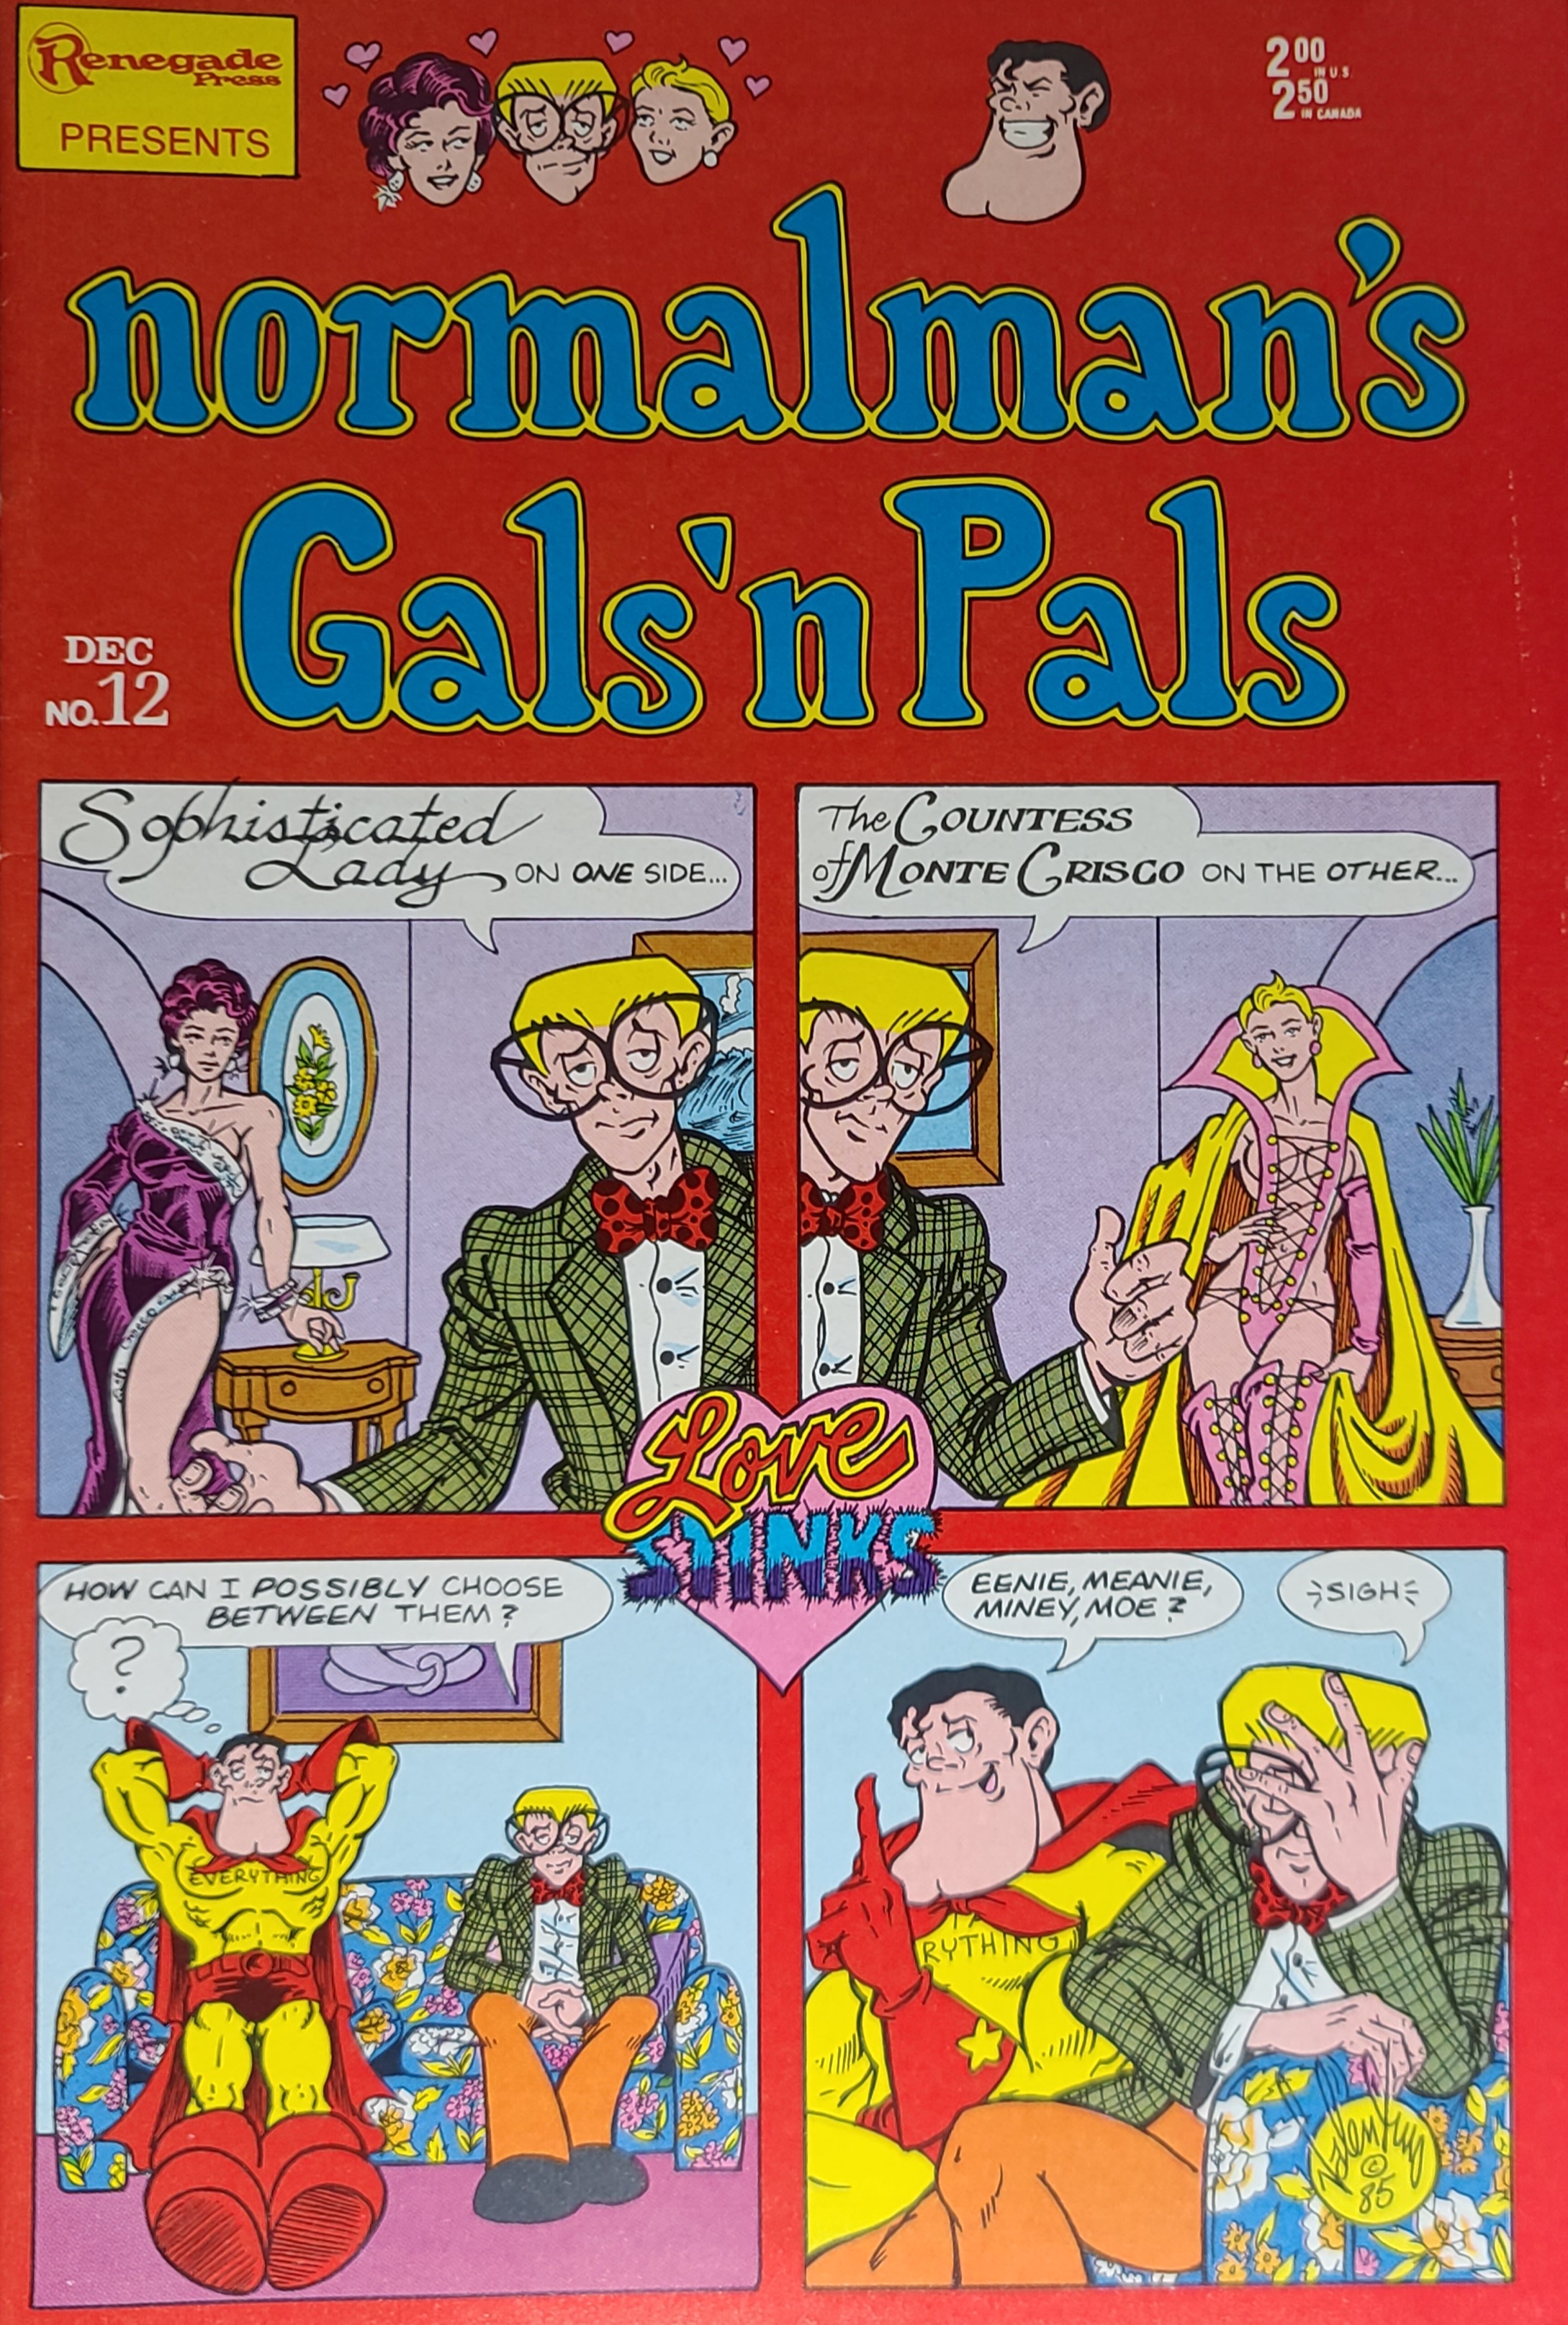 Renegade
Press
PRESENTS
2 00
IN U.S.
2 50
IN CANADA
normalman's
Gals 'n Pals
DEC
NO. 12
Sophisticated
Lady ON ONE SIDE...
The COUNTESS
of MONTE CRISCO ON THE OTHER...
Love
STINKS
HOW CAN I POSSIBLY CHOOSE
BETWEEN THEM?
?
EVERYTHING
EENIE, MEANIE,
MINEY, MOE?
SIGH
RYTHING
Valentino
©
85